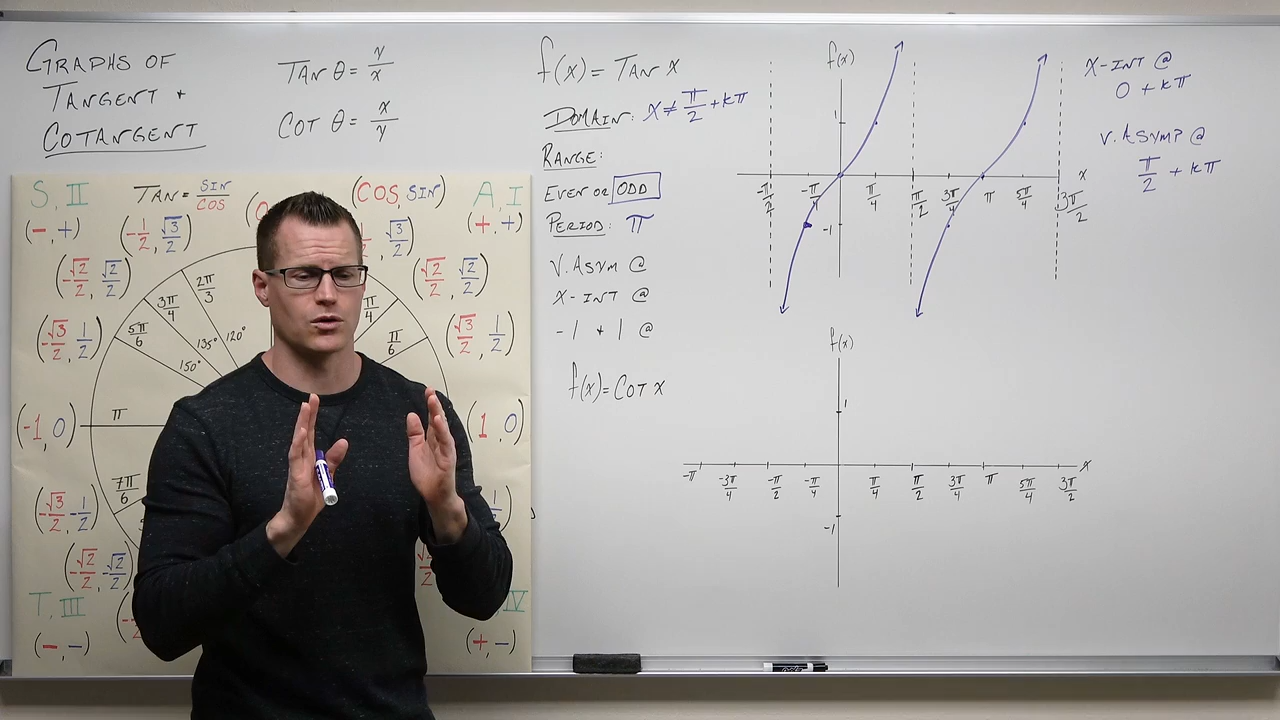 GRAPHS OF
TANGENT +
COTANGENT
TAN θ = y/x
COT θ = x/y
f(x) = TAN X
DOMAIN: X ≠ π/2 + kπ
RANGE:
EVEN OR ODD
PERIOD: π
V. ASYM @
X-INT @
-1 + 1 @
f(x) = COT X
f(x)
1
-1
-π/2 -π/4 π/4 π/2 3π/4 π 5π/4 3π/2
x
X-INT @
0 + kπ
V. ASYMP @
π/2 + kπ
f(x)
1
-1
-π -3π/4 -π/2 -π/4 π/4 π/2 3π/4 π 5π/4 3π/2
x
S, II
TAN = SIN/COS
(COS, SIN)
A, I
(-, +)
(-1/2, √3/2)
√3/2)
(+, +)
(-√2/2, √2/2)
2π/3
(√2/2, √2/2)
3π/4
π/4
(-√3/2, 1/2)
5π/6
120°
135°
150°
π/6
(√3/2, 1/2)
(-1, 0)
π
(1, 0)
7π/6
(-√3/2, -1/2)
(-√2/2, -√2/2)
T, III
IV
(-, -)
(+, -)